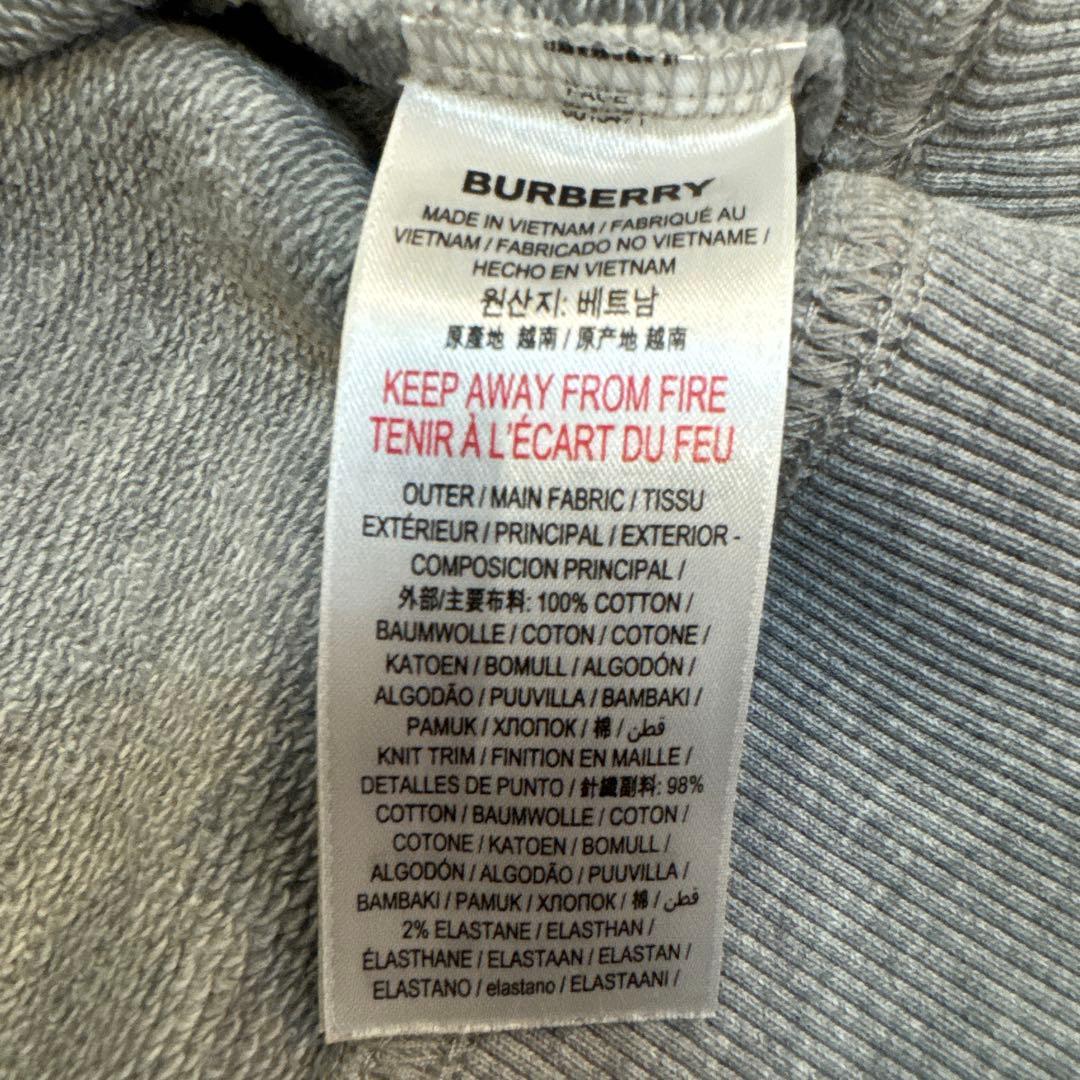 BURBERRY
MADE IN VIETNAM / FABRIQUÉ AU
VIETNAM / FABRICADO NO VIETNAME /
HECHO EN VIETNAM
원산지: 베트남
原產地 越南 / 原产地 越南
KEEP AWAY FROM FIRE
TENIR À L'ÉCART DU FEU
OUTER / MAIN FABRIC / TISSU
EXTÉRIEUR / PRINCIPAL / EXTERIOR -
COMPOSICION PRINCIPAL /
外部/主要布料: 100% COTTON /
BAUMWOLLE / COTON / COTONE /
KATOEN / BOMULL / ALGODÓN /
ALGODÃO / PUUVILLA / BAMBAKI /
PAMUK / ХЛОПОК / 棉 / قطن
KNIT TRIM / FINITION EN MAILLE /
DETALLES DE PUNTO / 針織副料: 98%
COTTON / BAUMWOLLE / COTON /
COTONE / KATOEN / BOMULL /
ALGODÓN / ALGODÃO / PUUVILLA /
BAMBAKI / PAMUK / ХЛОПОК / 棉 / قطن
2% ELASTANE / ELASTHAN /
ÉLASTHANE / ELASTAAN / ELASTAN /
ELASTANO / elastano / ELASTAANI /